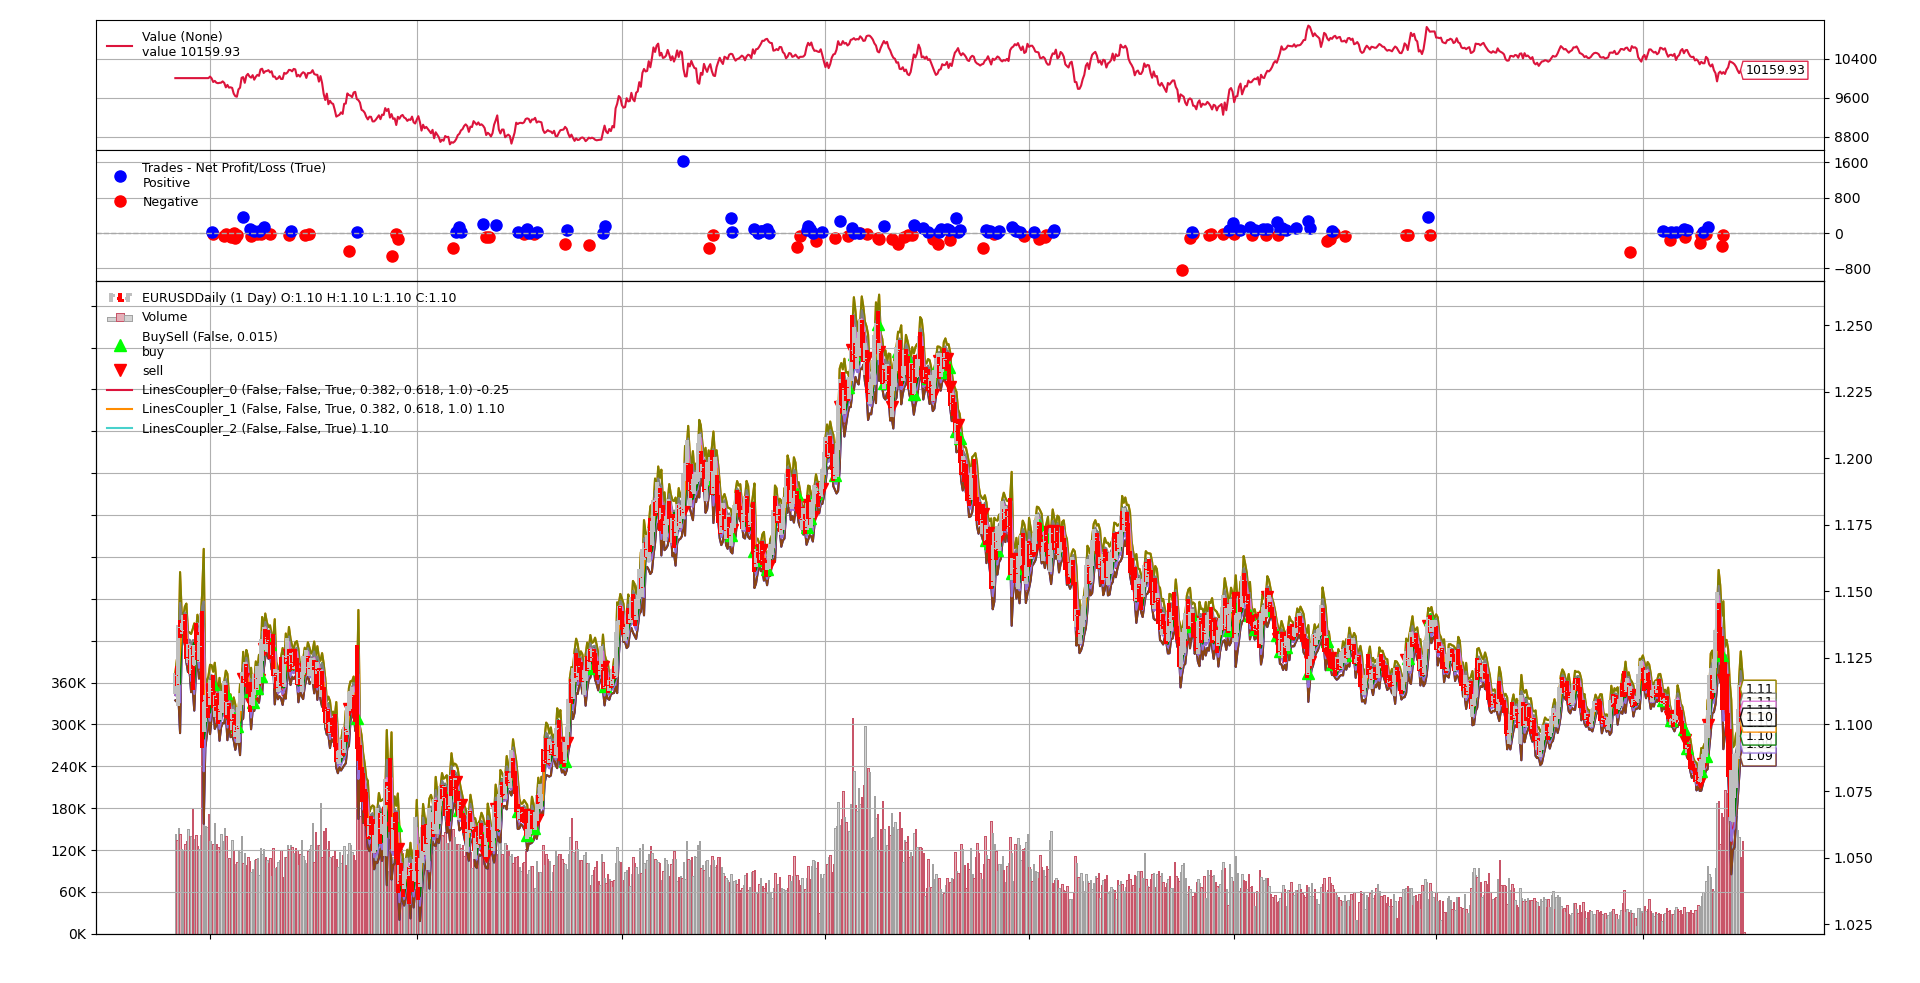 Value (None)
value 10159.93
10400
10159.93
9600
8800
Trades - Net Profit/Loss (True)
Positive
Negative
1600
800
0
−800
EURUSDDaily (1 Day) O:1.10 H:1.10 L:1.10 C:1.10
Volume
BuySell (False, 0.015)
buy
sell
LinesCoupler_0 (False, False, True, 0.382, 0.618, 1.0) -0.25
LinesCoupler_1 (False, False, True, 0.382, 0.618, 1.0) 1.10
LinesCoupler_2 (False, False, True) 1.10
1.250
1.225
1.200
1.175
1.150
1.125
1.100
1.075
1.050
1.025
1.11
1.10
1.10
1.09
360K
300K
240K
180K
120K
60K
0K